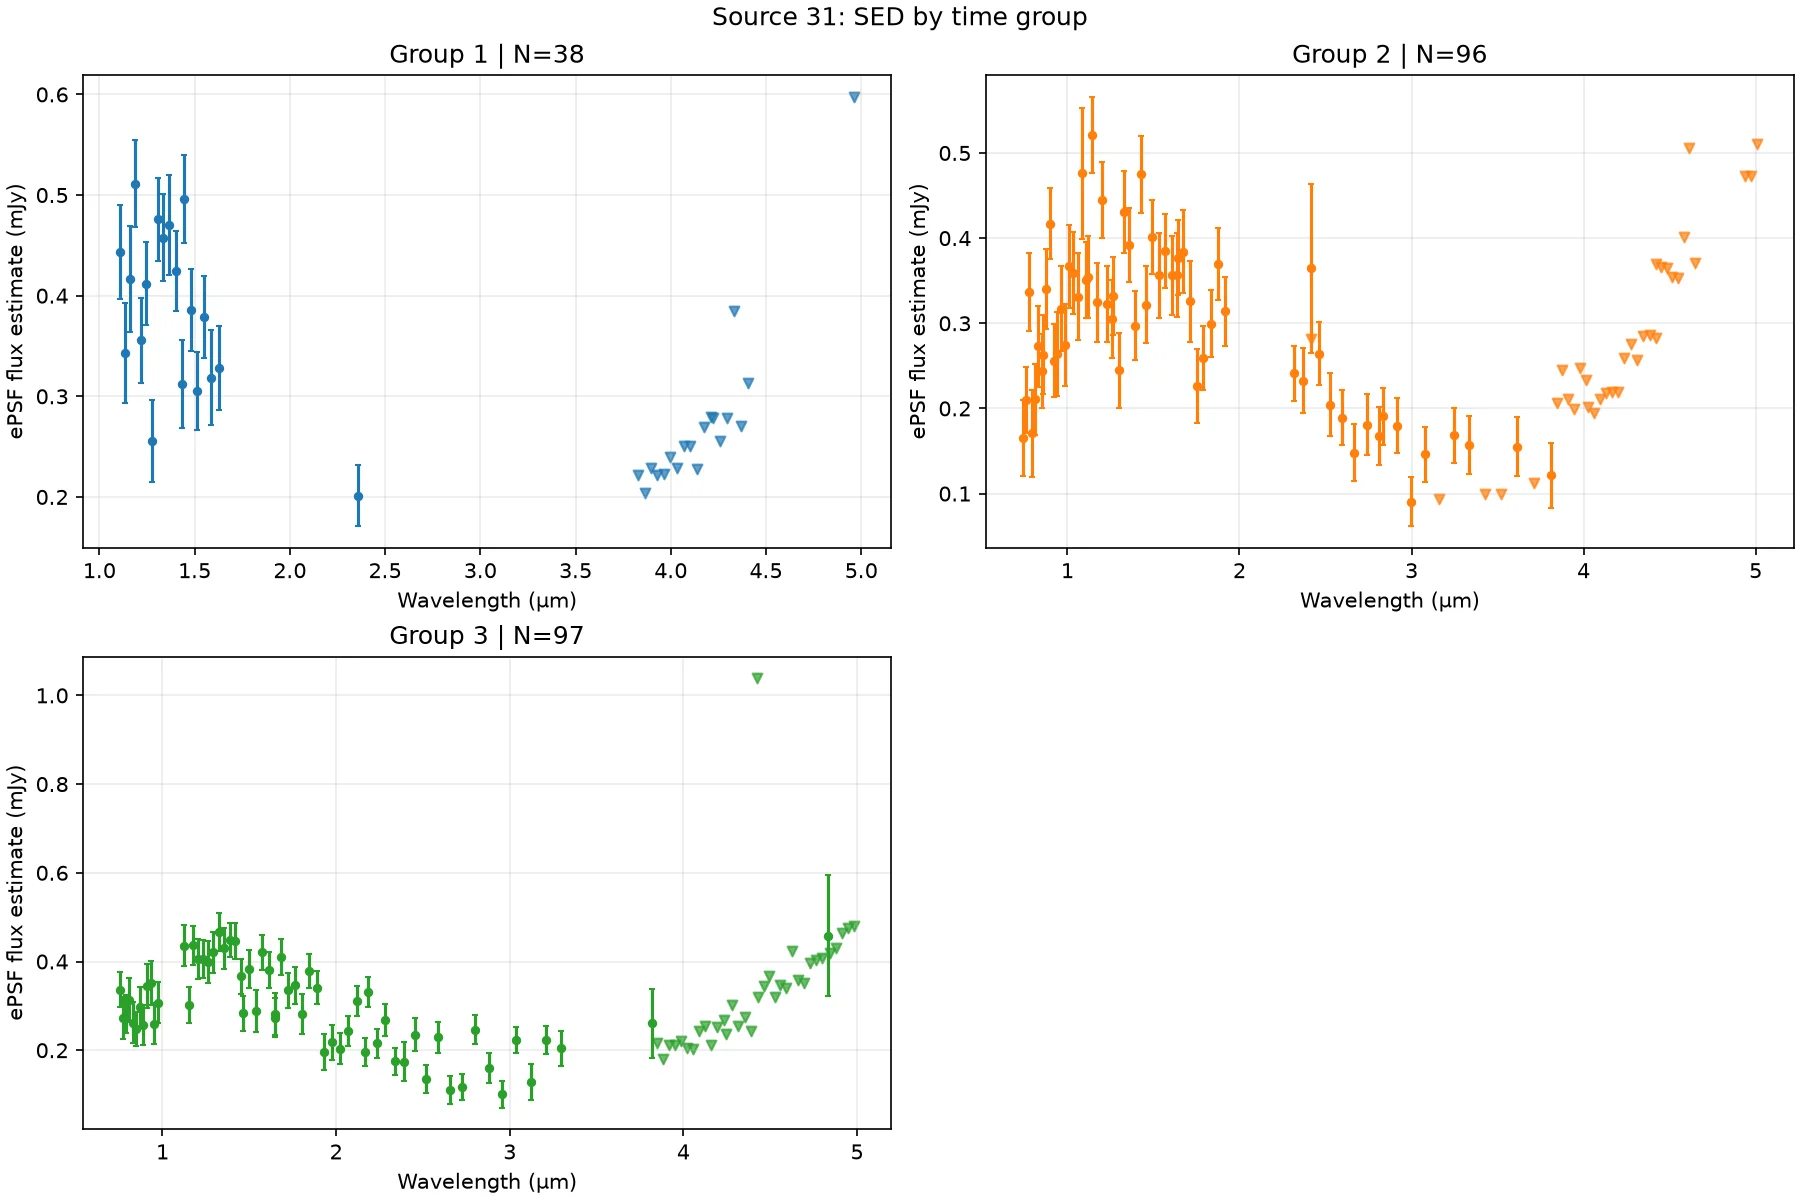 Source 31: SED by time group
Group 1 | N=38
ePSF flux estimate (mJy)
0.6
0.5
0.4
0.3
0.2
1.0 1.5 2.0 2.5 3.0 3.5 4.0 4.5 5.0
Wavelength (μm)
Group 2 | N=96
ePSF flux estimate (mJy)
0.5
0.4
0.3
0.2
0.1
1 2 3 4 5
Wavelength (μm)
Group 3 | N=97
ePSF flux estimate (mJy)
1.0
0.8
0.6
0.4
0.2
1 2 3 4 5
Wavelength (μm)